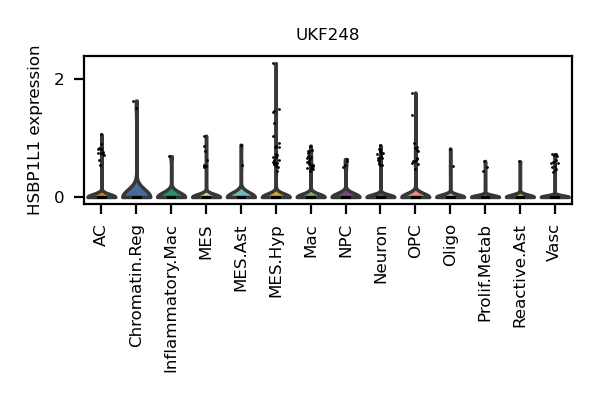 UKF248
HSBP1L1 expression
2
0
AC
Chromatin.Reg
Inflammatory.Mac
MES
MES.Ast
MES.Hyp
Mac
NPC
Neuron
OPC
Oligo
Prolif.Metab
Reactive.Ast
Vasc